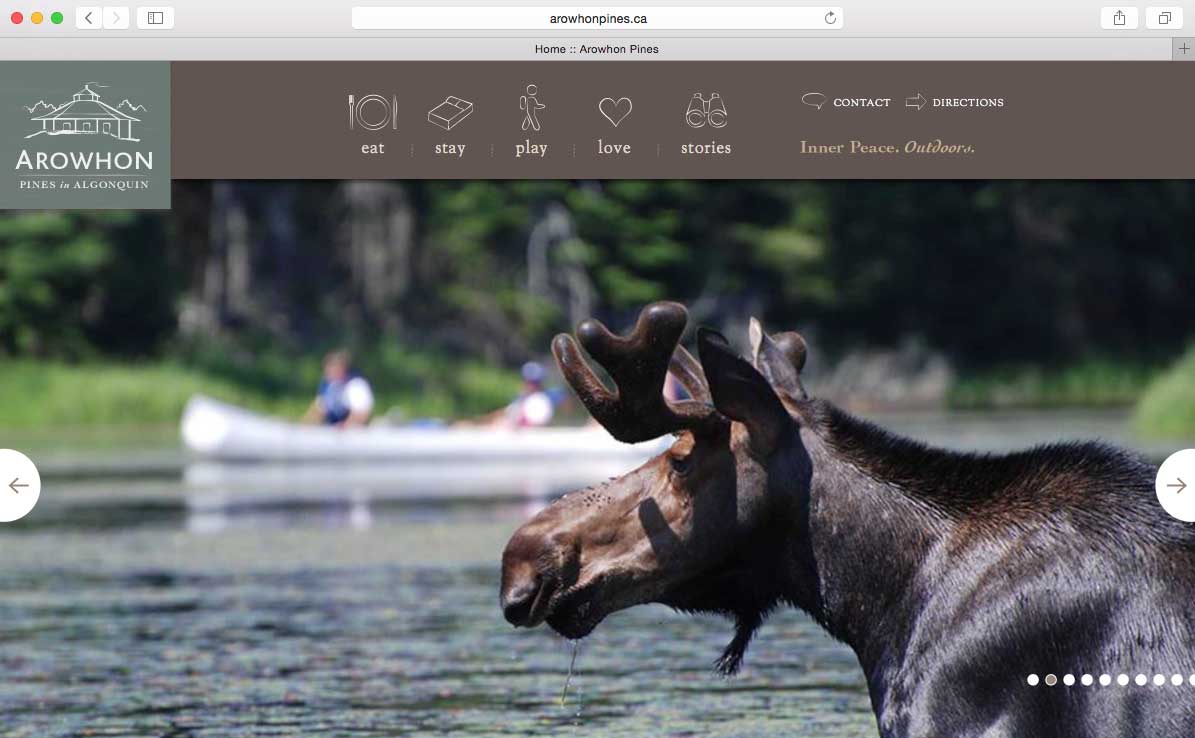 arowhonpines.ca
Home :: Arowhon Pines
AROWHON
PINES in ALGONQUIN
eat
stay
play
love
stories
CONTACT
DIRECTIONS
Inner Peace. Outdoors.